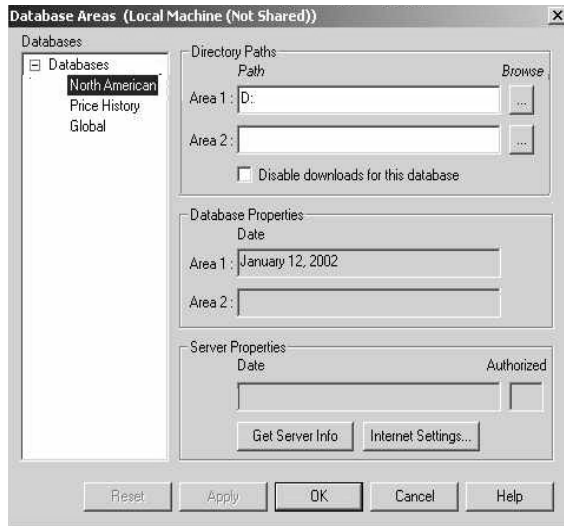 Database Areas (Local Machine (Not Shared))
Databases
Databases
North American
Price History
Global
Directory Paths
Path Browse
Area 1 : D: ...
Area 2 : ...
Disable downloads for this database
Database Properties
Date
Area 1 : January 12, 2002
Area 2 :
Server Properties
Date Authorized
Get Server Info Internet Settings...
Reset Apply OK Cancel Help